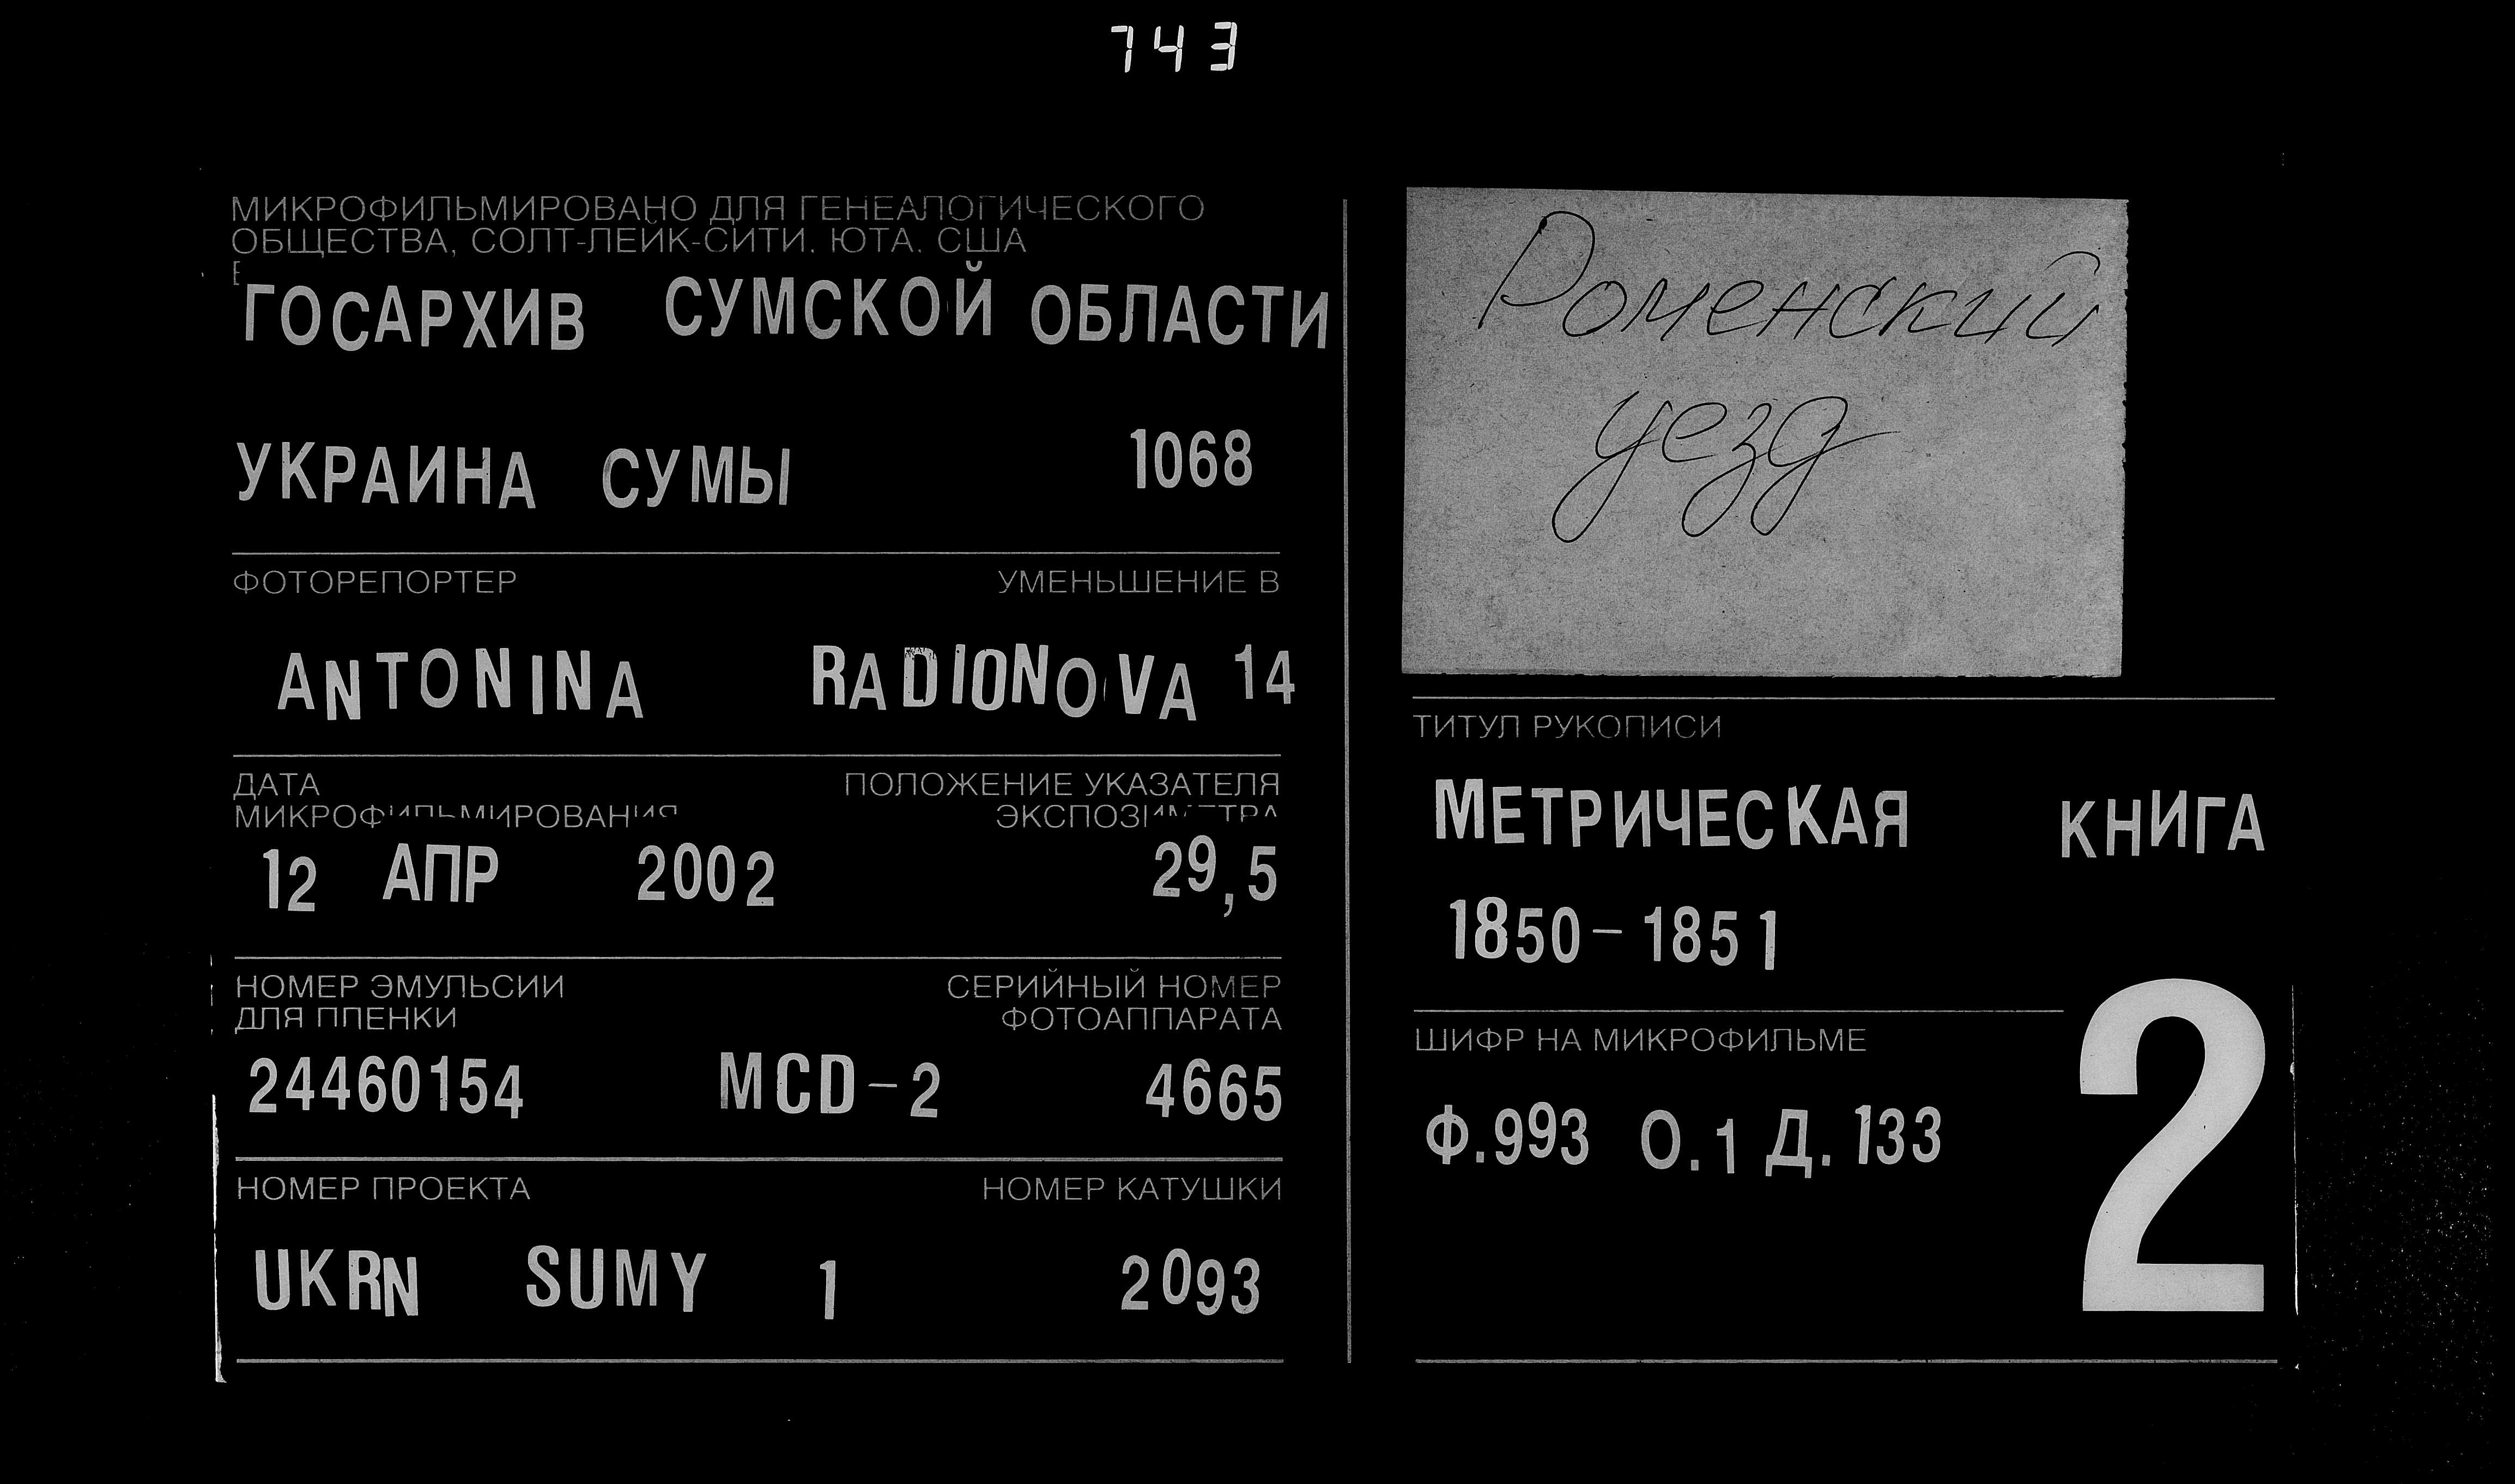 743
МИКРОФИЛЬМИРОВАНО ДЛЯ ГЕНЕАЛОГИЧЕСКОГО
ОБЩЕСТВА, СОЛТ-ЛЕЙК-СИТИ. ЮТА. США
ГОСАРХИВ СУМСКОЙ ОБЛАСТИ
УКРАИНА СУМЫ 1068
ФОТОРЕПОРТЕР УМЕНЬШЕНИЕ В
ANTONINA RADIONOVA 14
ДАТА ПОЛОЖЕНИЕ УКАЗАТЕЛЯ
МИКРОФИЛЬМИРОВАНИЯ ЭКСПОЗИМЕТРА
12 АПР 2002 29,5
НОМЕР ЭМУЛЬСИИ СЕРИЙНЫЙ НОМЕР
ДЛЯ ПЛЕНКИ ФОТОАППАРАТА
24460154 MCD-2 4665
НОМЕР ПРОЕКТА НОМЕР КАТУШКИ
UKRN SUMY 1 2093
Роменский
уезд
ТИТУЛ РУКОПИСИ
МЕТРИЧЕСКАЯ КНИГА
1850-1851
ШИФР НА МИКРОФИЛЬМЕ
Ф.993 О.1 Д.133
2